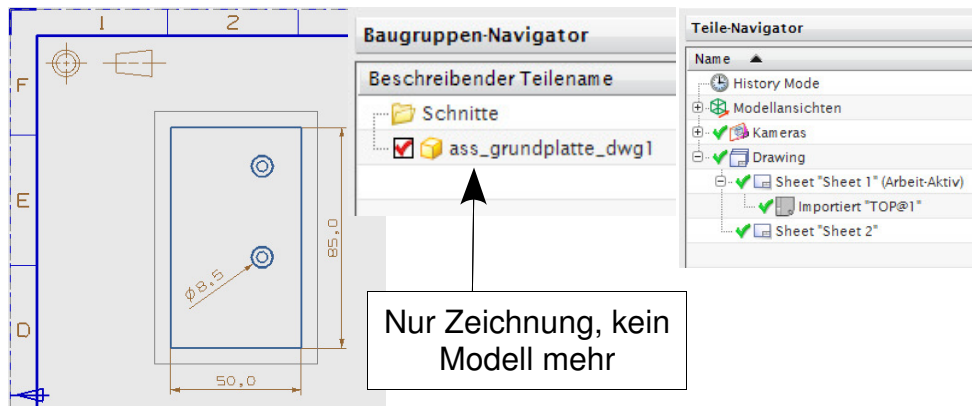 1 2
F
E
D
85,0
Ø8,5
50,0
Baugruppen-Navigator
Beschreibender Teilename
Schnitte
ass_grundplatte_dwg1
Nur Zeichnung, kein
Modell mehr
Teile-Navigator
Name
History Mode
Modellansichten
Kameras
Drawing
Sheet "Sheet 1" (Arbeit-Aktiv)
Importiert "TOP@1"
Sheet "Sheet 2"